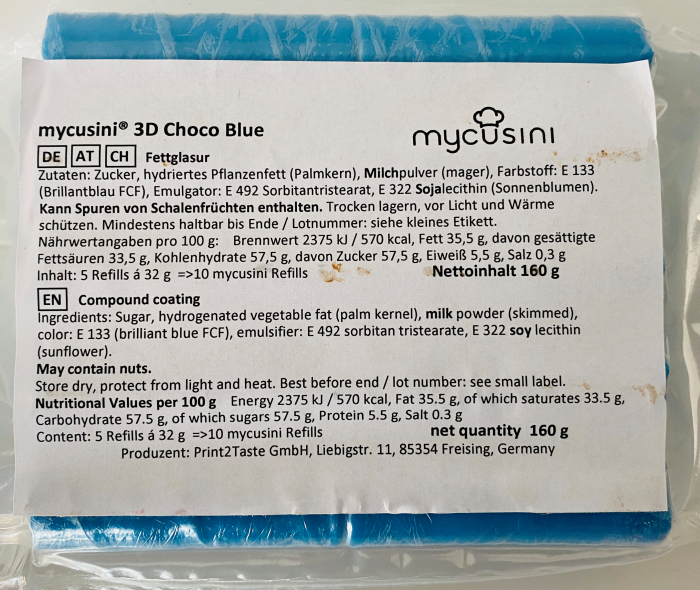 mycusini® 3D Choco Blue
mycusini
DE AT CH Fettglasur
Zutaten: Zucker, hydriertes Pflanzenfett (Palmkern), Milchpulver (mager), Farbstoff: E 133
(Brillantblau FCF), Emulgator: E 492 Sorbitantristearat, E 322 Sojalecithin (Sonnenblumen).
Kann Spuren von Schalenfrüchten enthalten. Trocken lagern, vor Licht und Wärme
schützen. Mindestens haltbar bis Ende / Lotnummer: siehe kleines Etikett.
Nährwertangaben pro 100 g: Brennwert 2375 kJ / 570 kcal, Fett 35,5 g, davon gesättigte
Fettsäuren 33,5 g, Kohlenhydrate 57,5 g, davon Zucker 57,5 g, Eiweiß 5,5 g, Salz 0,3 g
Inhalt: 5 Refills á 32 g =>10 mycusini Refills Nettoinhalt 160 g
EN Compound coating
Ingredients: Sugar, hydrogenated vegetable fat (palm kernel), milk powder (skimmed),
color: E 133 (brilliant blue FCF), emulsifier: E 492 sorbitan tristearate, E 322 soy lecithin
(sunflower).
May contain nuts.
Store dry, protect from light and heat. Best before end / lot number: see small label.
Nutritional Values per 100 g Energy 2375 kJ / 570 kcal, Fat 35.5 g, of which saturates 33.5 g,
Carbohydrate 57.5 g, of which sugars 57.5 g, Protein 5.5 g, Salt 0.3 g
Content: 5 Refills á 32 g =>10 mycusini Refills net quantity 160 g
Produzent: Print2Taste GmbH, Liebigstr. 11, 85354 Freising, Germany